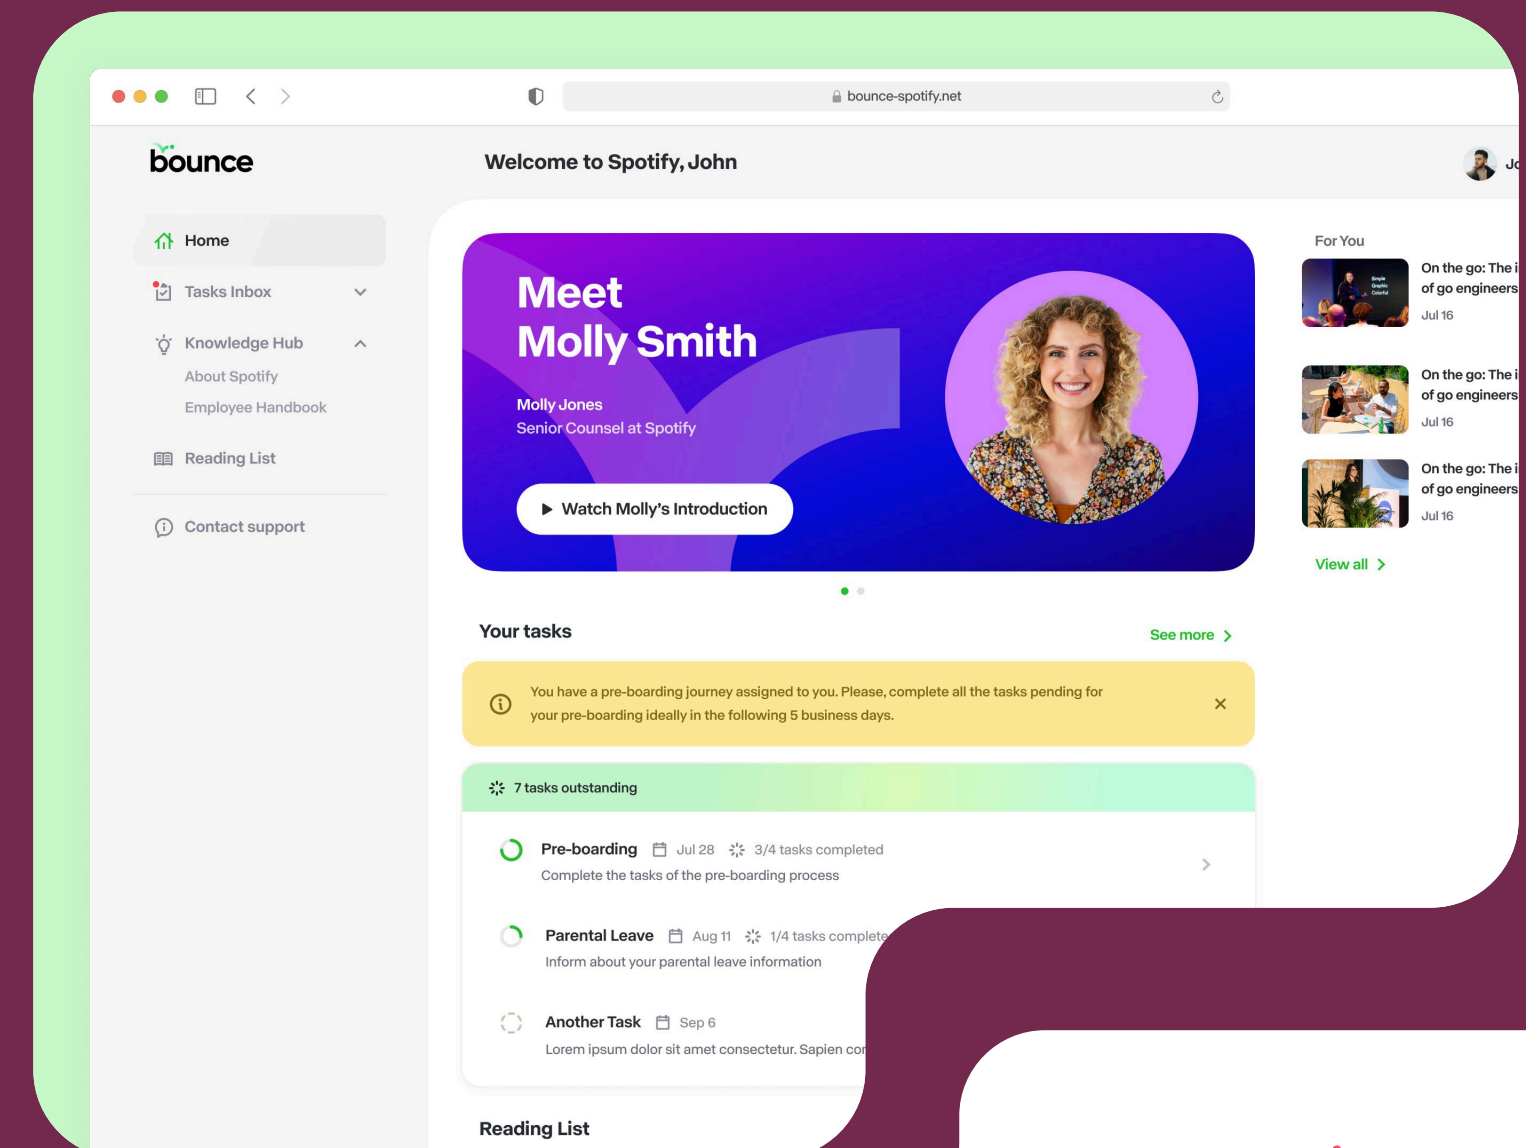 bounce-spotify.net
bounce
Welcome to Spotify, John
Home
Tasks Inbox
Knowledge Hub
About Spotify
Employee Handbook
Reading List
Contact support
Meet
Molly Smith
Molly Jones
Senior Counsel at Spotify
Watch Molly's Introduction
For You
On the go: The
of go engineers
Jul 16
On the go: The
of go engineers
Jul 16
On the go: The
of go engineers
Jul 16
View all
Your tasks
See more
You have a pre-boarding journey assigned to you. Please, complete all the tasks pending for
your pre-boarding ideally in the following 5 business days.
7 tasks outstanding
Pre-boarding Jul 28 3/4 tasks completed
Complete the tasks of the pre-boarding process
Parental Leave Aug 11 1/4 tasks complete
Inform about your parental leave information
Another Task Sep 6
Lorem ipsum dolor sit amet consectetur. Sapien
Reading List